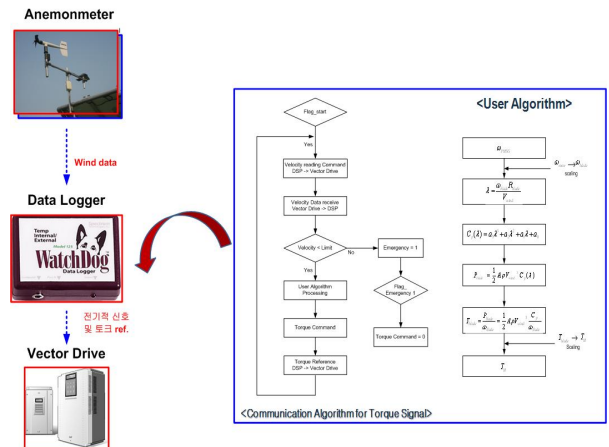 Anemonmeter
Wind data
Data Logger
Temp
Internal/
External
WatchDog
Data Logger
전기적 신호
및 토크 ref.
Vector Drive
Flag_start
Yes
Velocity reading Command
DSP -> Vector Drive
Velocity Data receive
Vector Drive -> DSP
Velocity < Limit
No
Yes
Emergency = 1
User Algorithm
Processing
Flag_
Emergency 1
Torque Command
Torque Command = 0
Torque Reference
DSP -> Vector Drive
<Communication Algorithm for Torque Signal>
<User Algorithm>
scaling
Scaling